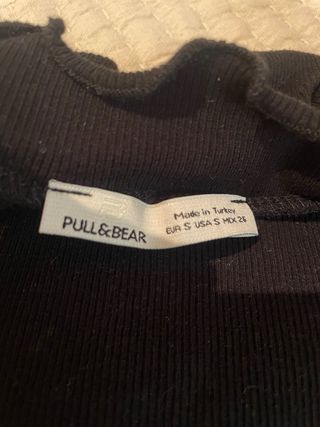 PULL&BEAR
Made in Turkey
EUR S USA S MEX 26